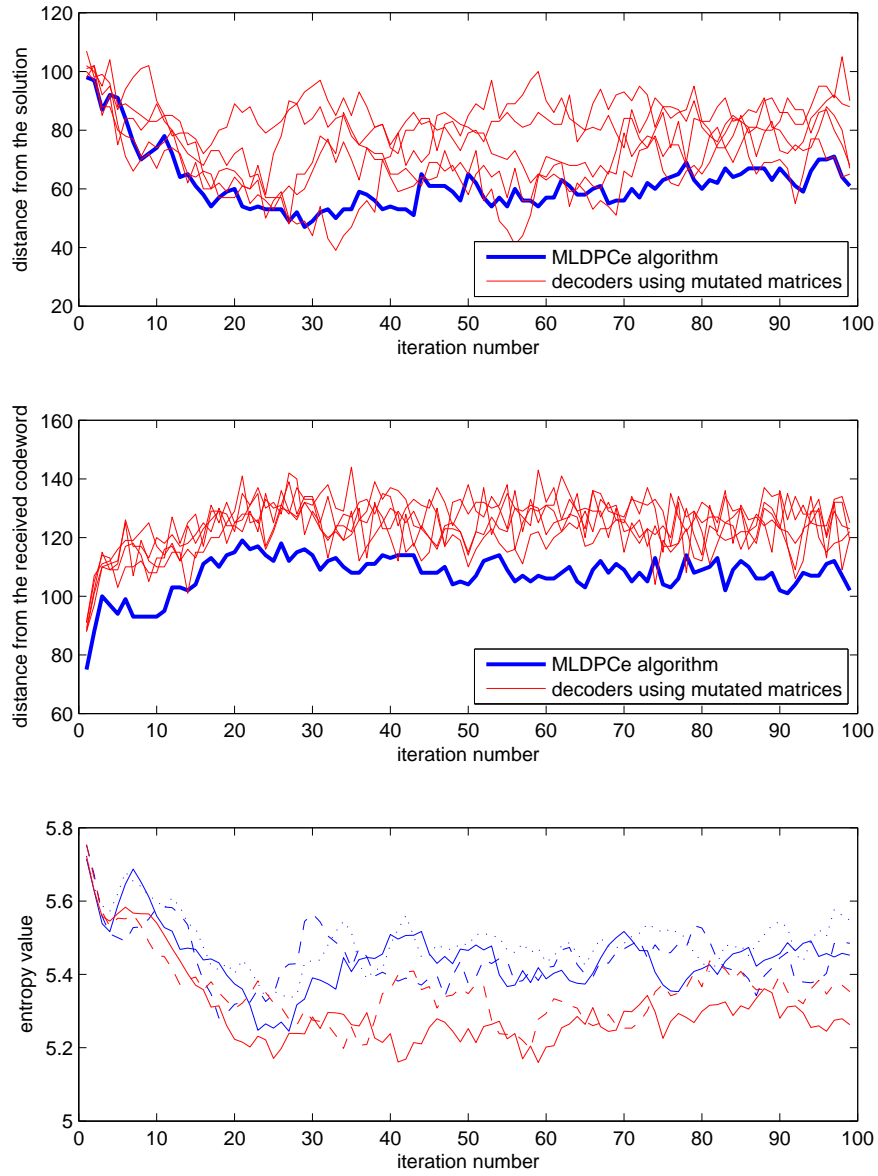 120
100
80
60
40
20
distance from the solution
MLDPCe algorithm
decoders using mutated matrices
0 10 20 30 40 50 60 70 80 90 100
iteration number
160
140
120
100
80
60
distance from the received codeword
MLDPCe algorithm
decoders using mutated matrices
0 10 20 30 40 50 60 70 80 90 100
iteration number
5.8
5.6
5.4
5.2
5
entropy value
0 10 20 30 40 50 60 70 80 90 100
iteration number